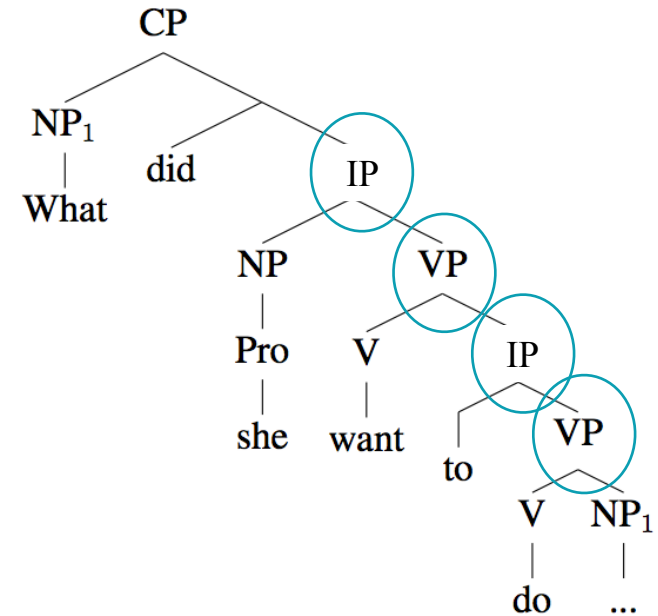 CP
NP₁
did
IP
What
NP
VP
Pro
V
IP
she
want
to
VP
V
NP₁
do
...